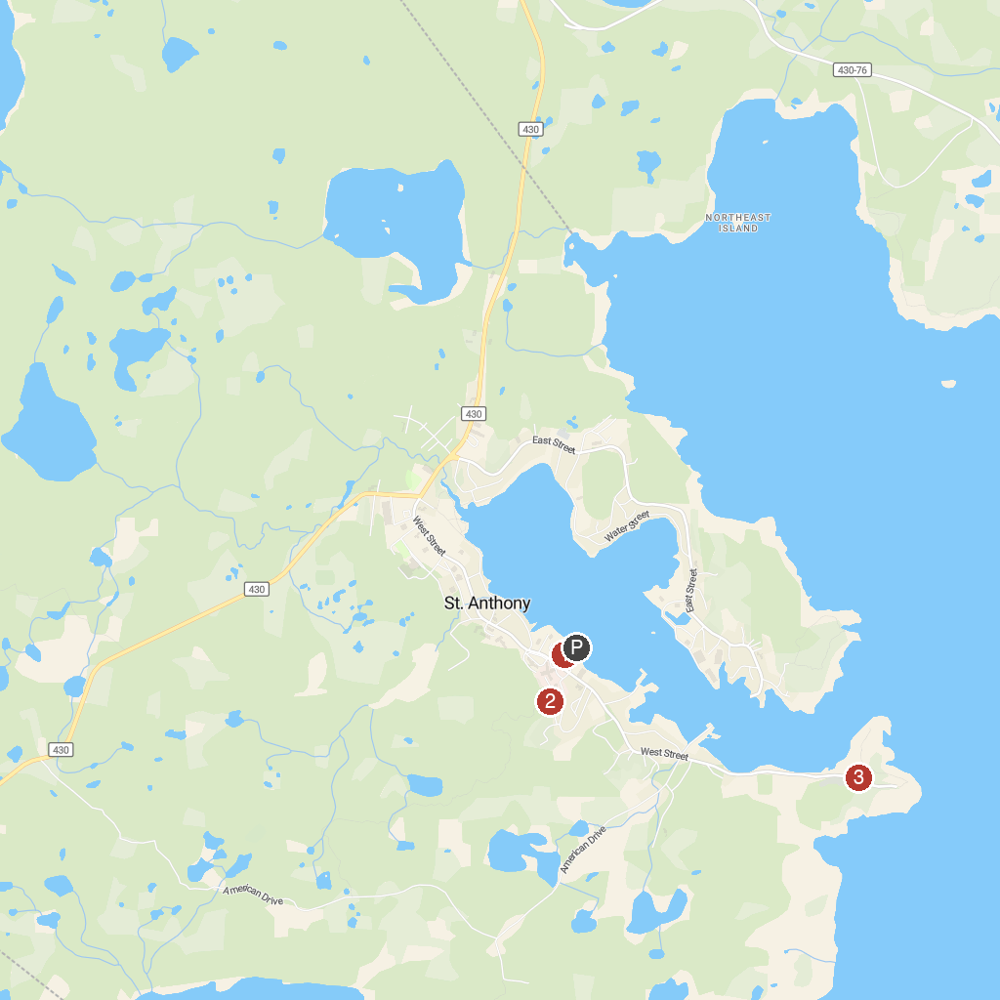 430-76
430
NORTHEAST
ISLAND
430
East Street
West Street
Water Street
East Street
430
St. Anthony
P
2
430
West Street
3
American Drive
American Drive